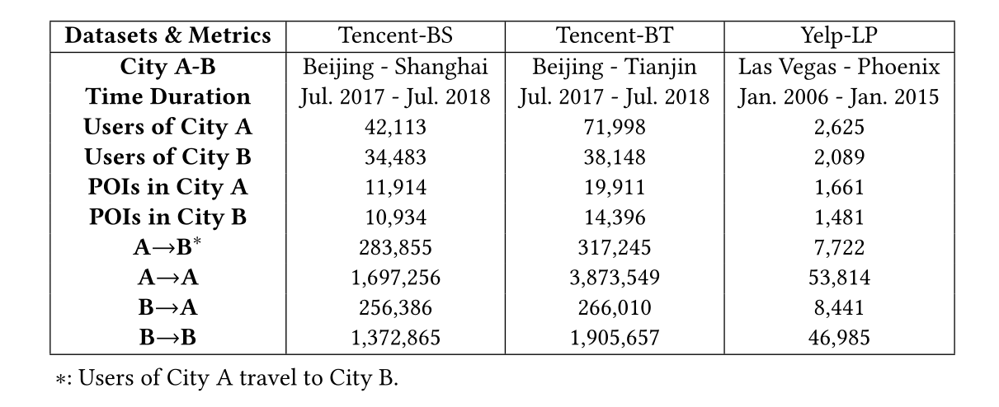 Datasets & Metrics Tencent-BS Tencent-BT Yelp-LP
City A-B Beijing - Shanghai Beijing - Tianjin Las Vegas - Phoenix
Time Duration Jul. 2017 - Jul. 2018 Jul. 2017 - Jul. 2018 Jan. 2006 - Jan. 2015
Users of City A 42,113 71,998 2,625
Users of City B 34,483 38,148 2,089
POIs in City A 11,914 19,911 1,661
POIs in City B 10,934 14,396 1,481
A→B* 283,855 317,245 7,722
A→A 1,697,256 3,873,549 53,814
B→A 256,386 266,010 8,441
B→B 1,372,865 1,905,657 46,985
*: Users of City A travel to City B.